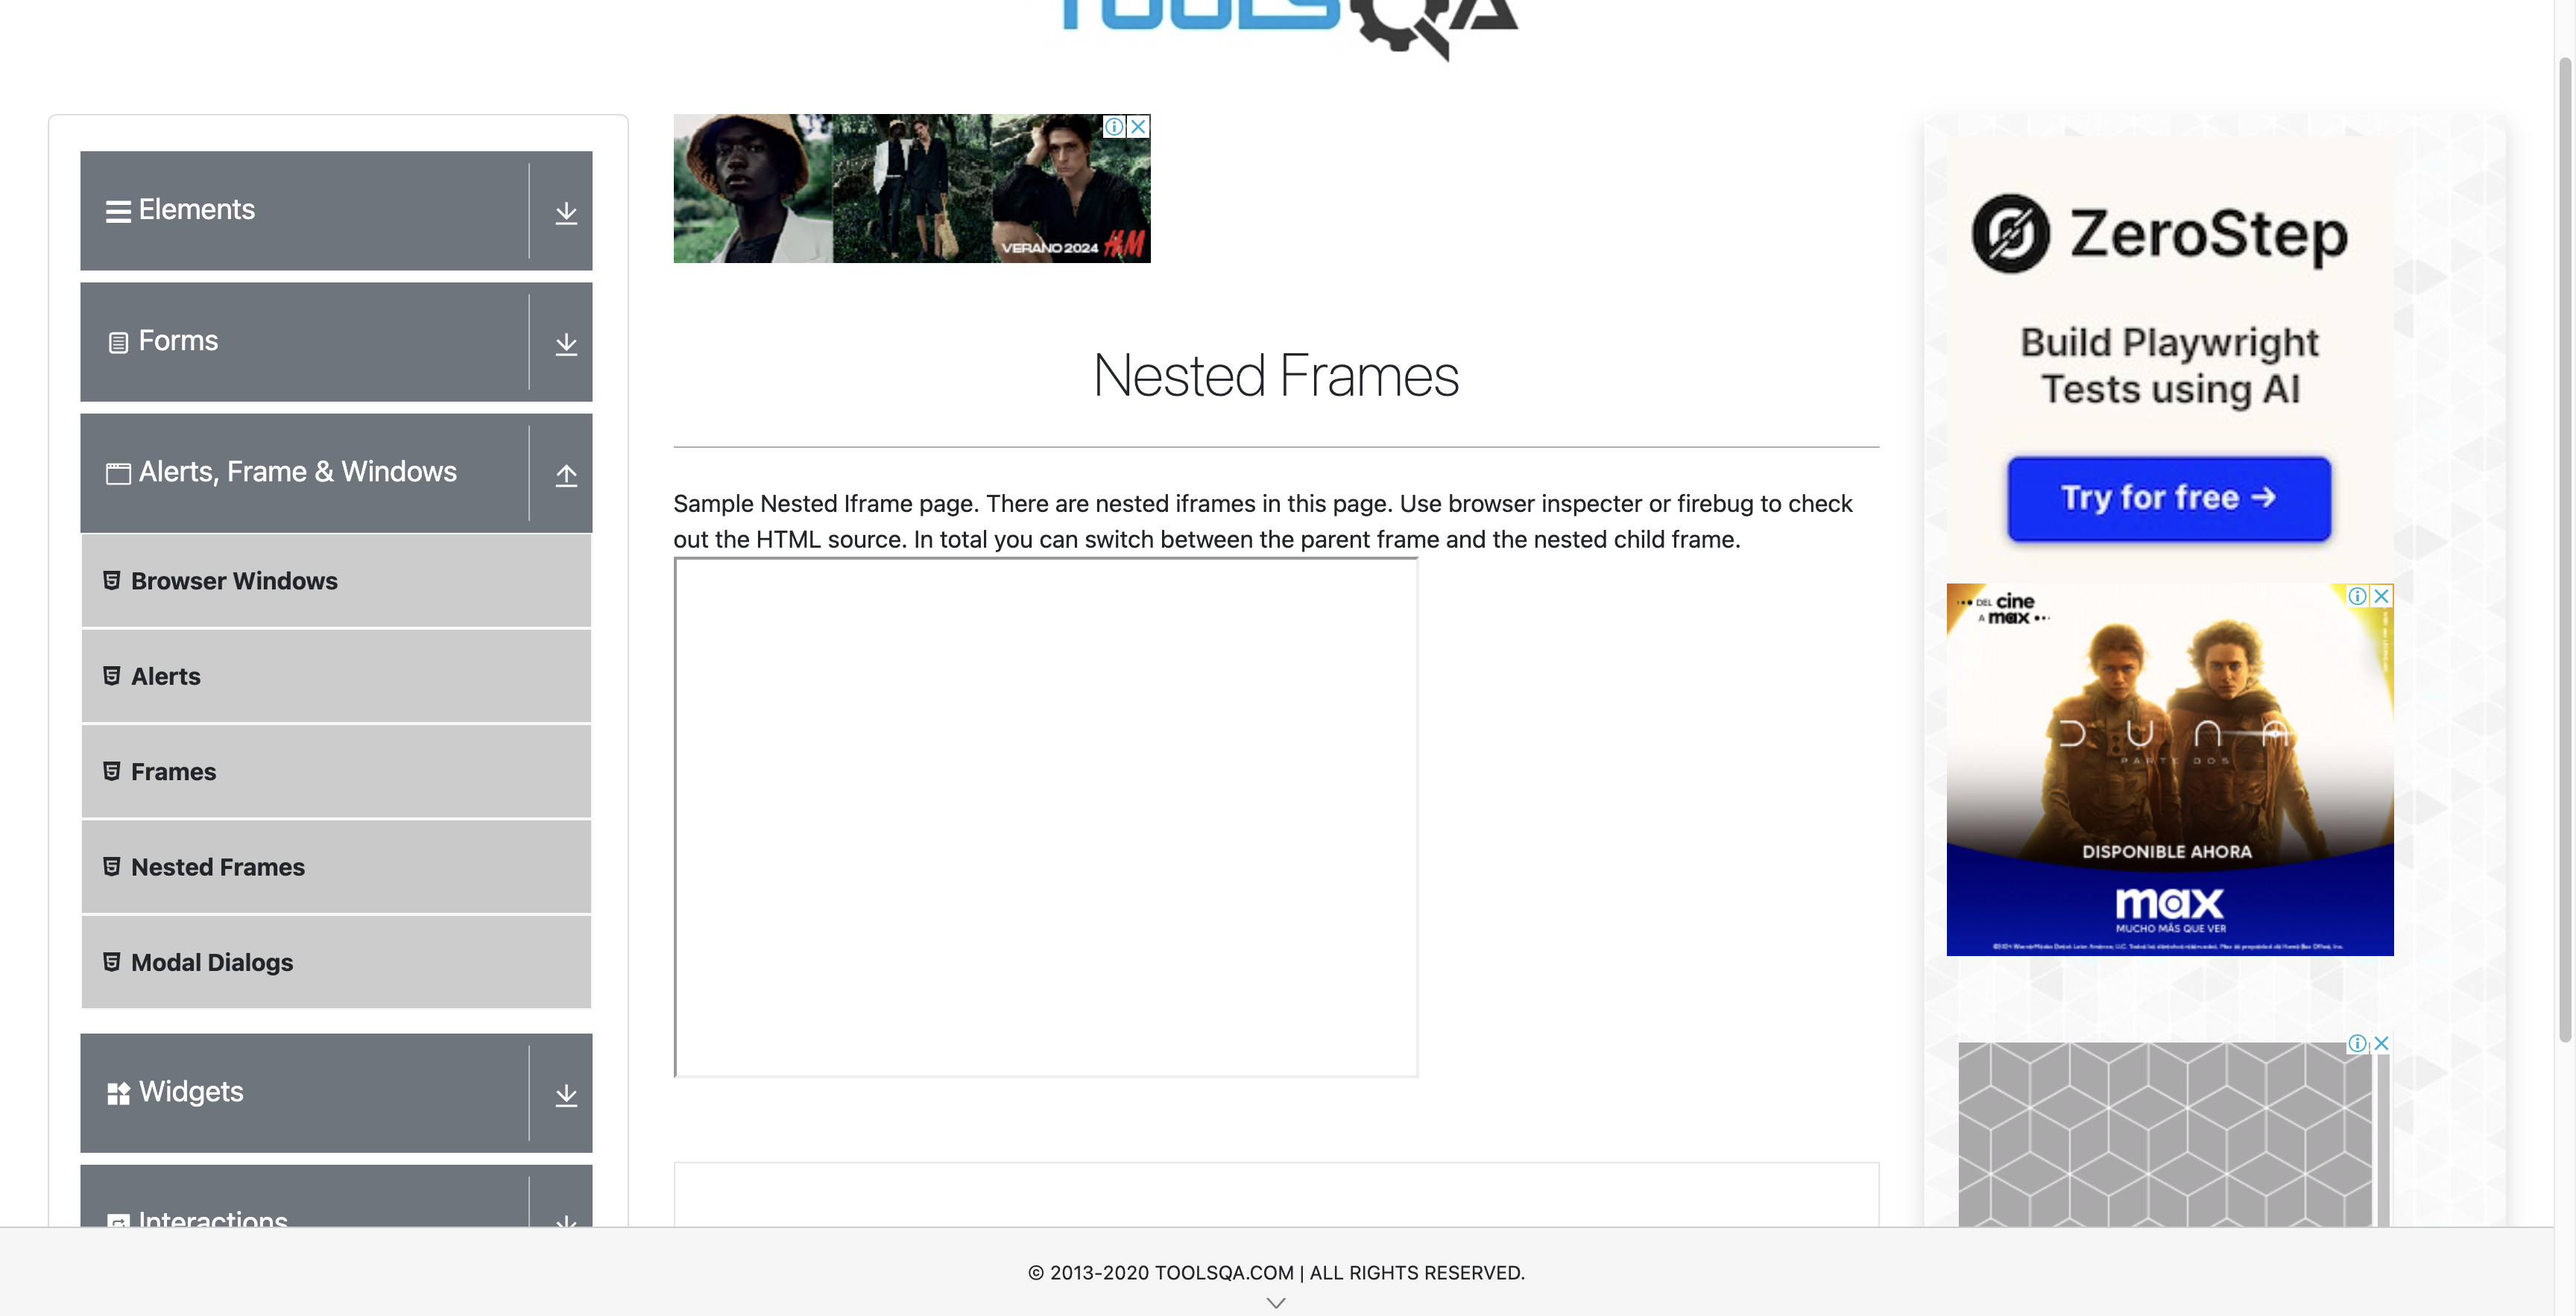 TOOLSQA
Elements
Forms
Alerts, Frame & Windows
Browser Windows
Alerts
Frames
Nested Frames
Modal Dialogs
Widgets
Interactions
VERANO 2024 H&M
Nested Frames
Sample Nested Iframe page. There are nested iframes in this page. Use browser inspecter or firebug to check
out the HTML source. In total you can switch between the parent frame and the nested child frame.
ZeroStep
Build Playwright
Tests using AI
Try for free →
DEL cine
A max
DUNA
PARTE DOS
DISPONIBLE AHORA
max
MUCHO MÁS QUE VER
© 2013-2020 TOOLSQA.COM | ALL RIGHTS RESERVED.